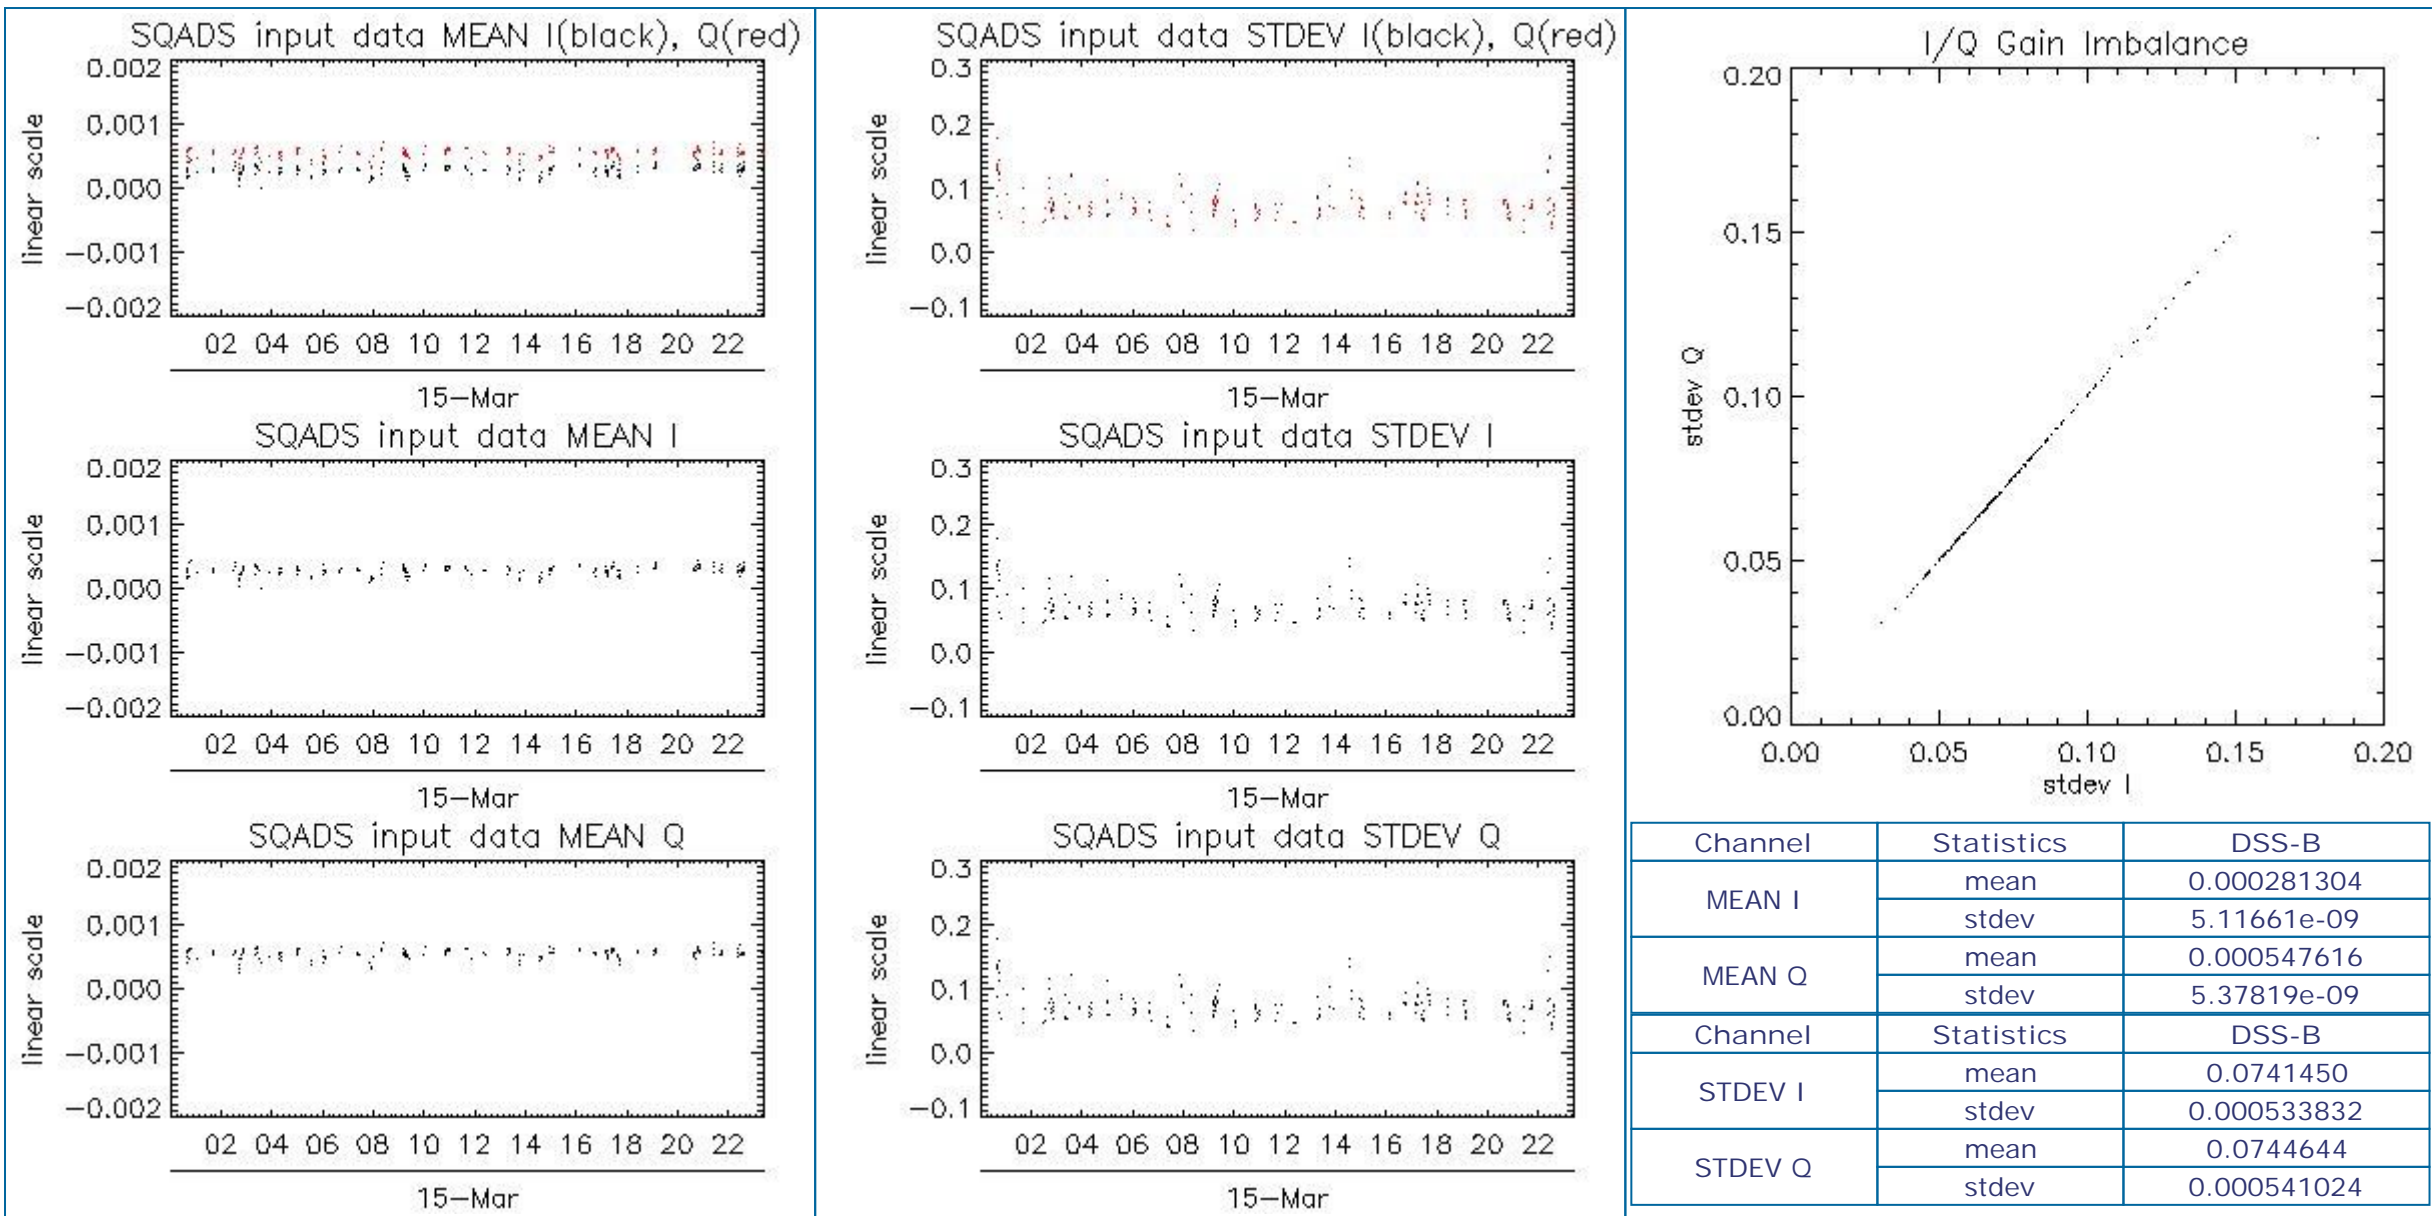 SQADS input data MEAN I(black), Q(red)
linear scale
0.002
0.001
0.000
−0.001
−0.002
02 04 06 08 10 12 14 16 18 20 22
15−Mar
SQADS input data MEAN I
linear scale
0.002
0.001
0.000
−0.001
−0.002
02 04 06 08 10 12 14 16 18 20 22
15−Mar
SQADS input data MEAN Q
linear scale
0.002
0.001
0.000
−0.001
−0.002
02 04 06 08 10 12 14 16 18 20 22
15−Mar
SQADS input data STDEV I(black), Q(red)
linear scale
0.3
0.2
0.1
0.0
−0.1
02 04 06 08 10 12 14 16 18 20 22
15−Mar
SQADS input data STDEV I
linear scale
0.3
0.2
0.1
0.0
−0.1
02 04 06 08 10 12 14 16 18 20 22
15−Mar
SQADS input data STDEV Q
linear scale
0.3
0.2
0.1
0.0
−0.1
02 04 06 08 10 12 14 16 18 20 22
15−Mar
I/Q Gain Imbalance
stdev Q
0.20
0.15
0.10
0.05
0.00
0.00 0.05 0.10 0.15 0.20
stdev I
Channel Statistics DSS-B
MEAN I mean 0.000281304
stdev 5.11661e-09
MEAN Q mean 0.000547616
stdev 5.37819e-09
Channel Statistics DSS-B
STDEV I mean 0.0741450
stdev 0.000533832
STDEV Q mean 0.0744644
stdev 0.000541024